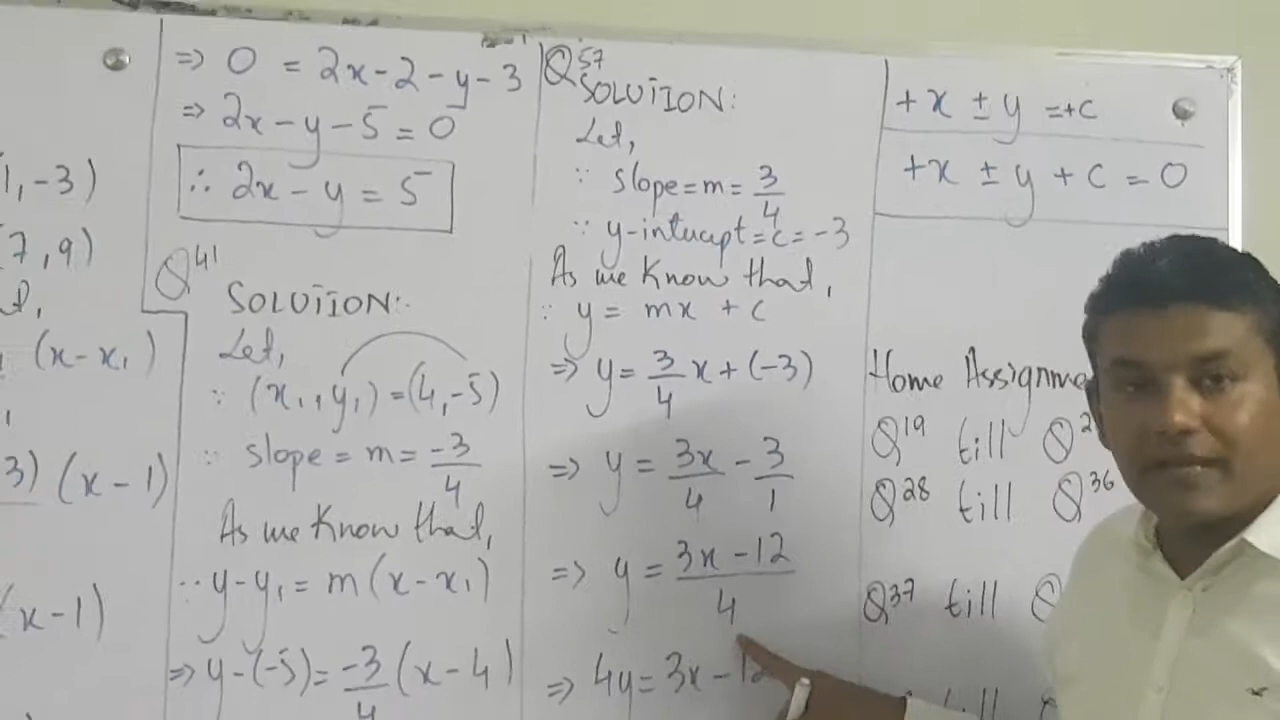 1, -3)
7, 9)
(x-x₁)
3) (x-1)
(x-1)
=> 0 = 2x-2-y-3
=> 2x-y-5=0
∴ 2x-y=5
Q41
SOLUTION:.
Let,
∵ (x₁,y₁)=(4,-5)
∵ slope=m=-3/4
As we know that,
∵ y-y₁=m(x-x₁)
=> y-(-5)=-3/4(x-4)
Q57
SOLUTION:
Let,
∵ slope=m=3/4
∵ y-intercept=c=-3
As we know that,
∵ y=mx+c
=> y=3/4x+(-3)
=> y=3x/4-3/1
=> y=3x-12/4
=> 4y=3x-12
+x±y=+c
+x±y+c=0
Home Assignme
Q19 till Q2
Q28 till Q36
Q37 till Q
till